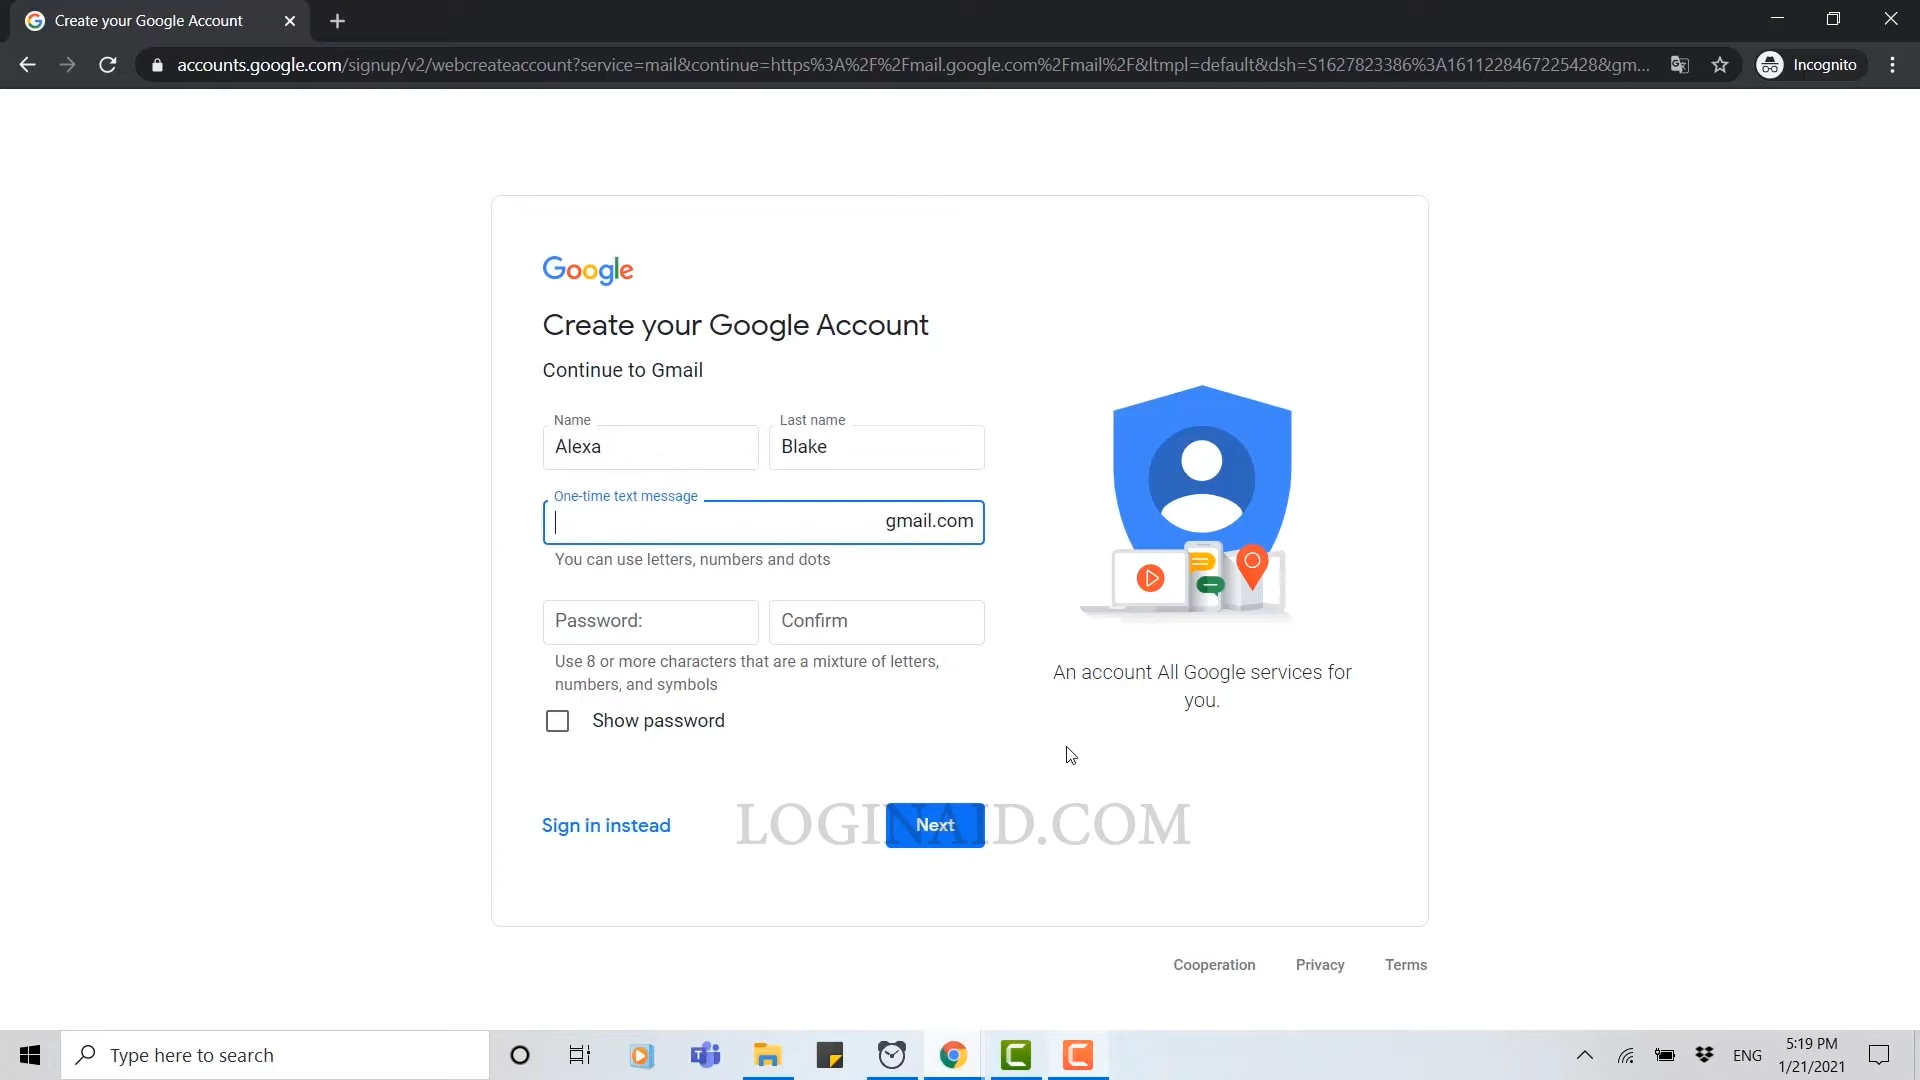 Create your Google Account
accounts.google.com/signup/v2/webcreateaccount?service=mail&continue=https%3A%2F%2Fmail.google.com%2Fmail%2F&ltmpl=default&dsh=S1627823386%3A1611228467225428&gm...
Incognito
Google
Create your Google Account
Continue to Gmail
Name
Last name
Alexa
Blake
One-time text message
gmail.com
You can use letters, numbers and dots
Password:
Confirm
Use 8 or more characters that are a mixture of letters,
numbers, and symbols
Show password
An account All Google services for
you.
Sign in instead
Next
LOGINAID.COM
Cooperation
Privacy
Terms
Type here to search
ENG
5:19 PM
1/21/2021